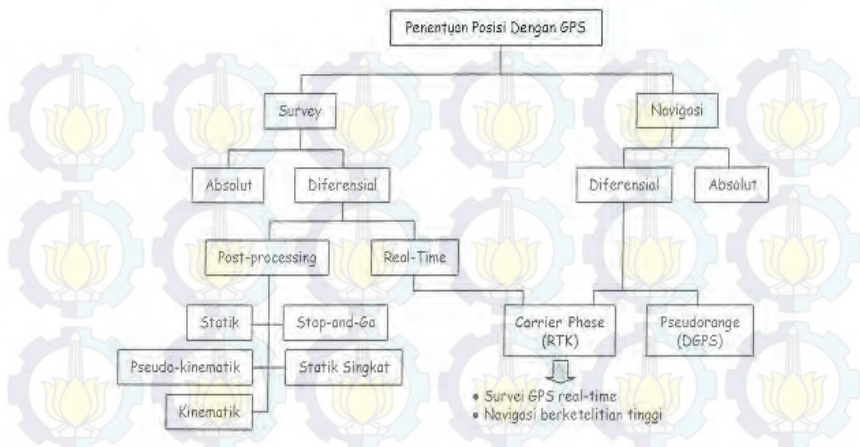 Penentuan Posisi Dengan GPS
Survey
Navigasi
Absolut
Diferensial
Diferensial
Absolut
Post-processing
Real-Time
Statik
Stop-and-Go
Carrier Phase
(RTK)
Pseudorange
(DGPS)
Pseudo-kinematik
Statik Singkat
Kinematik
• Survei GPS real-time
• Navigasi berketelitian tinggi